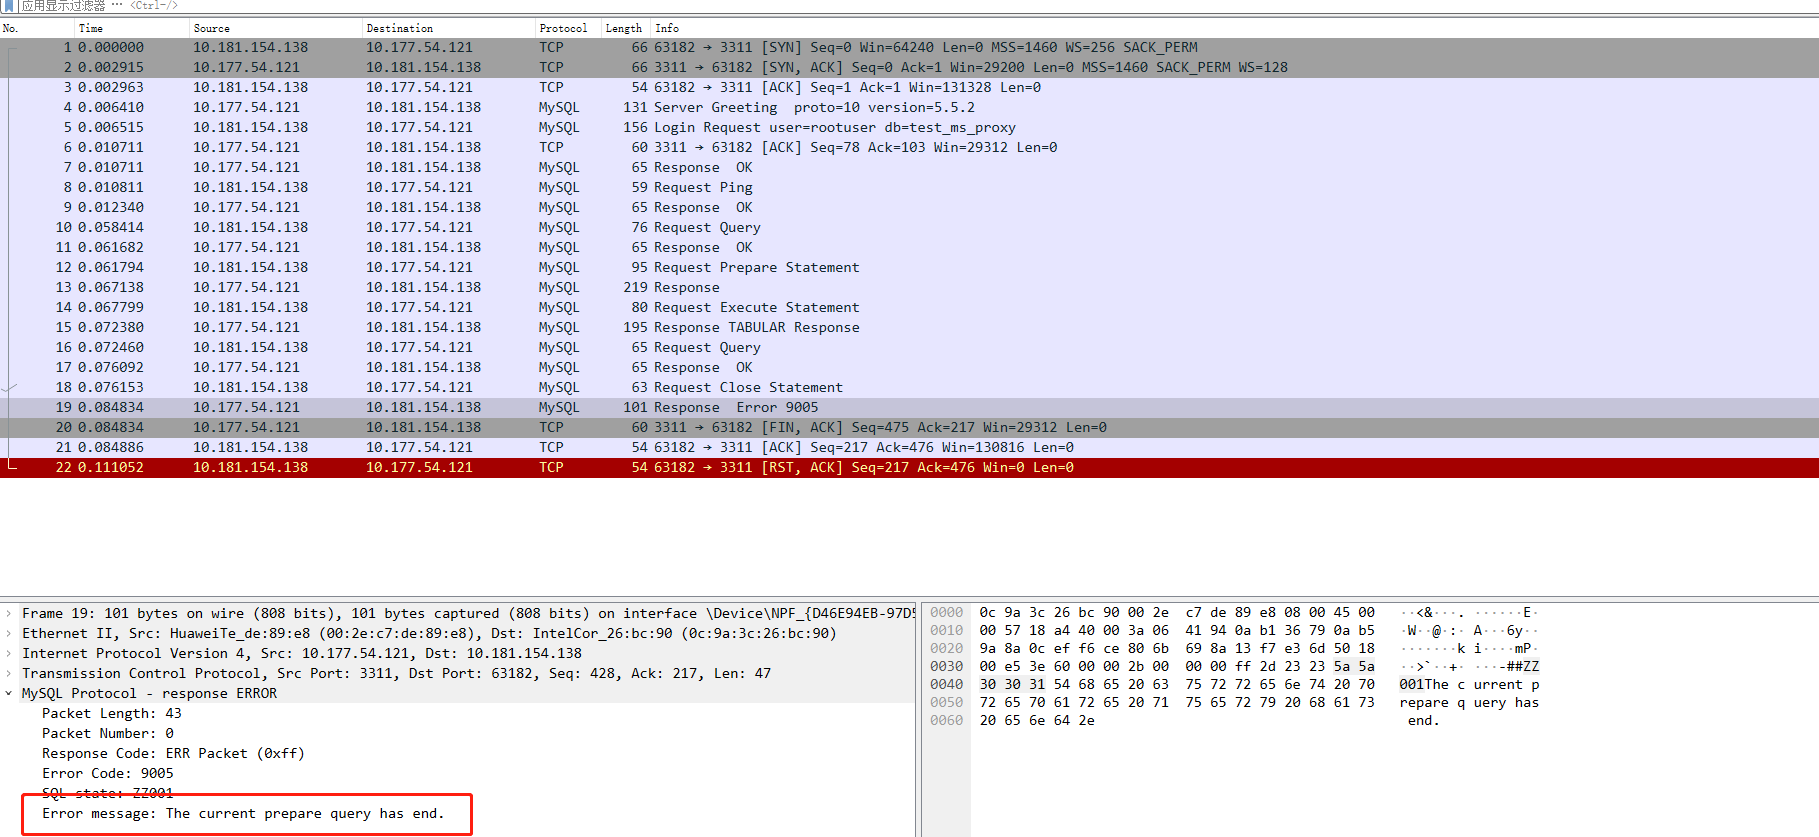 应用显示过滤器 … <Ctrl-/>
No. Time Source Destination Protocol Length Info
1 0.000000 10.181.154.138 10.177.54.121 TCP 66 63182 → 3311 [SYN] Seq=0 Win=64240 Len=0 MSS=1460 WS=256 SACK_PERM
2 0.002915 10.177.54.121 10.181.154.138 TCP 66 3311 → 63182 [SYN, ACK] Seq=0 Ack=1 Win=29200 Len=0 MSS=1460 SACK_PERM WS=128
3 0.002963 10.181.154.138 10.177.54.121 TCP 54 63182 → 3311 [ACK] Seq=1 Ack=1 Win=131328 Len=0
4 0.006410 10.177.54.121 10.181.154.138 MySQL 131 Server Greeting proto=10 version=5.5.2
5 0.006515 10.181.154.138 10.177.54.121 MySQL 156 Login Request user=rootuser db=test_ms_proxy
6 0.010711 10.177.54.121 10.181.154.138 TCP 60 3311 → 63182 [ACK] Seq=78 Ack=103 Win=29312 Len=0
7 0.010711 10.177.54.121 10.181.154.138 MySQL 65 Response OK
8 0.010811 10.181.154.138 10.177.54.121 MySQL 59 Request Ping
9 0.012340 10.177.54.121 10.181.154.138 MySQL 65 Response OK
10 0.058414 10.181.154.138 10.177.54.121 MySQL 76 Request Query
11 0.061682 10.177.54.121 10.181.154.138 MySQL 65 Response OK
12 0.061794 10.181.154.138 10.177.54.121 MySQL 95 Request Prepare Statement
13 0.067138 10.177.54.121 10.181.154.138 MySQL 219 Response
14 0.067799 10.181.154.138 10.177.54.121 MySQL 80 Request Execute Statement
15 0.072380 10.177.54.121 10.181.154.138 MySQL 195 Response TABULAR Response
16 0.072460 10.181.154.138 10.177.54.121 MySQL 65 Request Query
17 0.076092 10.177.54.121 10.181.154.138 MySQL 65 Response OK
18 0.076153 10.181.154.138 10.177.54.121 MySQL 63 Request Close Statement
19 0.084834 10.177.54.121 10.181.154.138 MySQL 101 Response Error 9005
20 0.084834 10.177.54.121 10.181.154.138 TCP 60 3311 → 63182 [FIN, ACK] Seq=475 Ack=217 Win=29312 Len=0
21 0.084886 10.181.154.138 10.177.54.121 TCP 54 63182 → 3311 [ACK] Seq=217 Ack=476 Win=130816 Len=0
22 0.111052 10.181.154.138 10.177.54.121 TCP 54 63182 → 3311 [RST, ACK] Seq=217 Ack=476 Win=0 Len=0
Frame 19: 101 bytes on wire (808 bits), 101 bytes captured (808 bits) on interface \Device\NPF_{D46E94EB-97D5
Ethernet II, Src: HuaweiTe_de:89:e8 (00:2e:c7:de:89:e8), Dst: IntelCor_26:bc:90 (0c:9a:3c:26:bc:90)
Internet Protocol Version 4, Src: 10.177.54.121, Dst: 10.181.154.138
Transmission Control Protocol, Src Port: 3311, Dst Port: 63182, Seq: 428, Ack: 217, Len: 47
MySQL Protocol - response ERROR
Packet Length: 43
Packet Number: 0
Response Code: ERR Packet (0xff)
Error Code: 9005
SQL state: ZZ001
Error message: The current prepare query has end.
0000 0c 9a 3c 26 bc 90 00 2e c7 de 89 e8 08 00 45 00 ··<&···. ······E·
0010 00 57 18 a4 40 00 3a 06 41 94 0a b1 36 79 0a b5 ·W··@·:· A···6y··
0020 9a 8a 0c ef f6 ce 80 6b 69 8a 13 f7 e3 6d 50 18 ·······k i····mP·
0030 00 e5 3e 60 00 00 2b 00 00 00 ff 2d 23 23 5a 5a ··>`··+· ···-##ZZ
0040 30 30 31 54 68 65 20 63 75 72 72 65 6e 74 20 70 001The c urrent p
0050 72 65 70 61 72 65 20 71 75 65 72 79 20 68 61 73 repare q uery has
0060 20 65 6e 64 2e end.